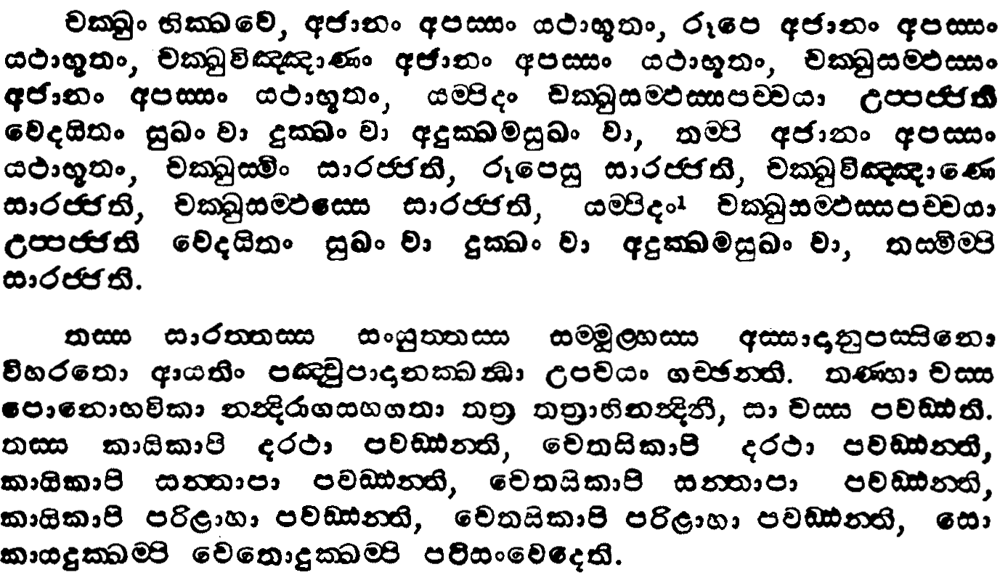 චක්ඛුං භික්ඛවෙ, අජානං අපස්සං යථාභූතං, රූපෙ අජානං අපස්සං
යථාභූතං, චක්ඛුවිඤ්ඤාණං අජානං අපස්සං යථාභූතං, චක්ඛුසම්ඵස්සං
අජානං අපස්සං යථාභූතං, යම්පිදං චක්ඛුසම්ඵස්සපච්චයා උප්පජ්ජති
වෙදයිතං සුඛං වා දුක්ඛං වා අදුක්ඛමසුඛං වා, තම්පි අජානං අපස්සං
යථාභූතං, චක්ඛුස්මිං සාරජ්ජති, රූපෙසු සාරජ්ජති, චක්ඛුවිඤ්ඤාණෙ
සාරජ්ජති, චක්ඛුසම්ඵස්සෙ සාරජ්ජති, යම්පිදං¹ චක්ඛුසම්ඵස්සපච්චයා
උප්පජ්ජති වෙදයිතං සුඛං වා දුක්ඛං වා අදුක්ඛමසුඛං වා, තස්මිම්පි
සාරජ්ජති.
තස්ස සාරත්තස්ස සංයුත්තස්ස සම්මූළ්හස්ස අස්සාදානුපස්සිනො
විහරතො ආයතිං පඤ්චුපාදානක්ඛන්ධා උපචයං ගච්ඡන්ති. තණ්හා චස්ස
පොනොභවිකා නන්දිරාගසහගතා තත්‍ර තත්‍රාභිනන්දිනී, සා චස්ස පවඩ්ඪති.
තස්ස කායිකාපි දරථා පවඩ්ඪන්ති, චෙතසිකාපි දරථා පවඩ්ඪන්ති,
කායිකාපි සන්තාපා පවඩ්ඪන්ති, චෙතසිකාපි සන්තාපා පවඩ්ඪන්ති,
කායිකාපි පරිළාහා පවඩ්ඪන්ති, චෙතසිකාපි පරිළාහා පවඩ්ඪන්ති, සො
කායදුක්ඛම්පි චෙතොදුක්ඛම්පි පටිසංවෙදෙති.